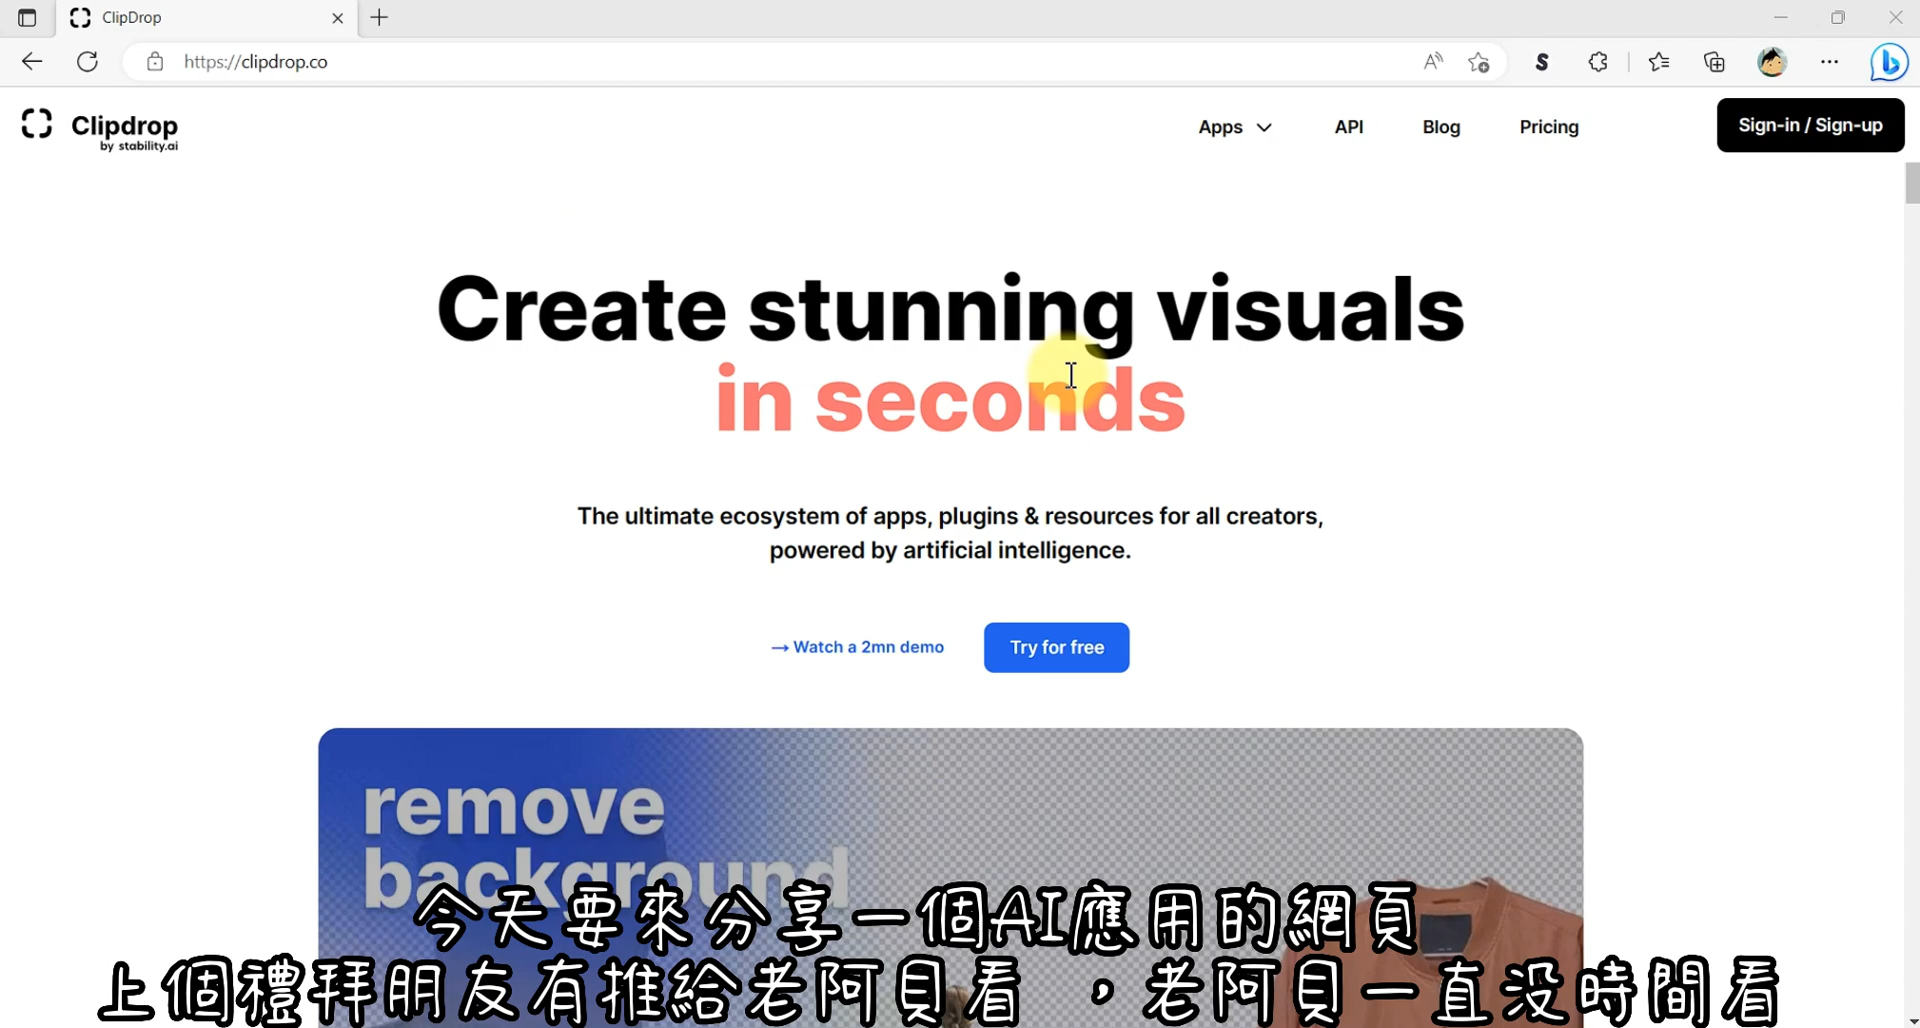 ClipDrop
https://clipdrop.co
Clipdrop
by stability.ai
Apps
API
Blog
Pricing
Sign-in / Sign-up
Create stunning visuals
in seconds
The ultimate ecosystem of apps, plugins & resources for all creators,
powered by artificial intelligence.
→ Watch a 2mn demo
Try for free
remove
background
今天要來分享一個AI應用的網頁
上個禮拜朋友有推給老阿貝看 ，老阿貝一直没時間看